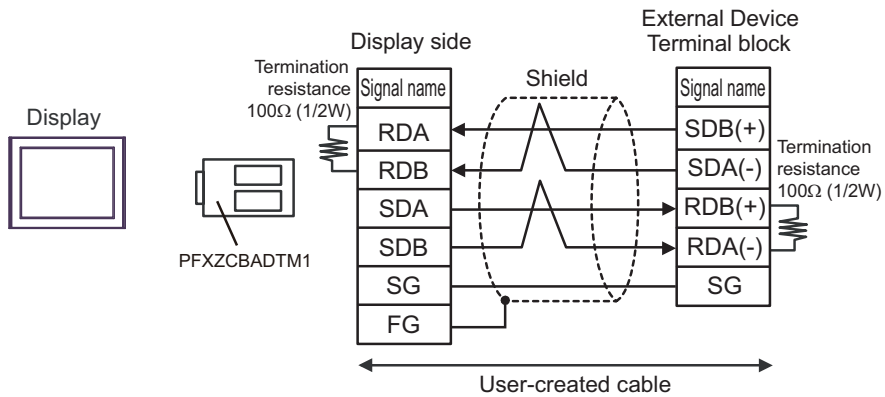 Display
PFXZCBADTM1
Display side
Termination
resistance
100Ω (1/2W)
Signal name
RDA
RDB
SDA
SDB
SG
FG
Shield
External Device
Terminal block
Signal name
SDB(+)
SDA(-)
RDB(+)
RDA(-)
SG
Termination
resistance
100Ω (1/2W)
User-created cable